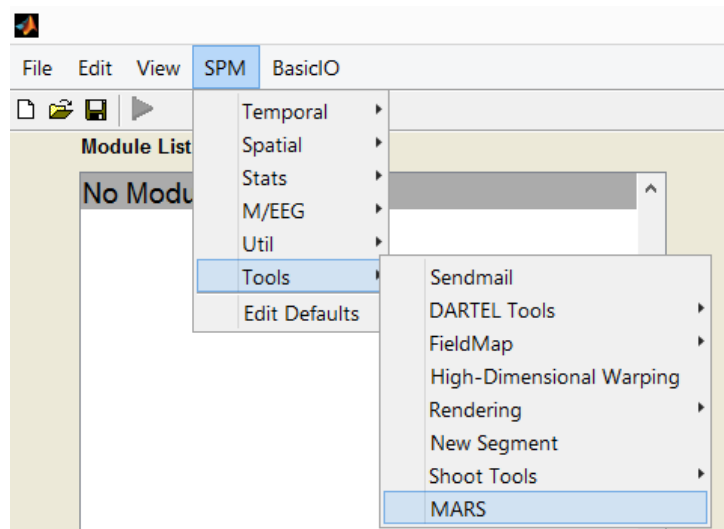 File Edit View SPM BasicIO
Module List
No Modu
Temporal
Spatial
Stats
M/EEG
Util
Tools
Edit Defaults
Sendmail
DARTEL Tools
FieldMap
High-Dimensional Warping
Rendering
New Segment
Shoot Tools
MARS